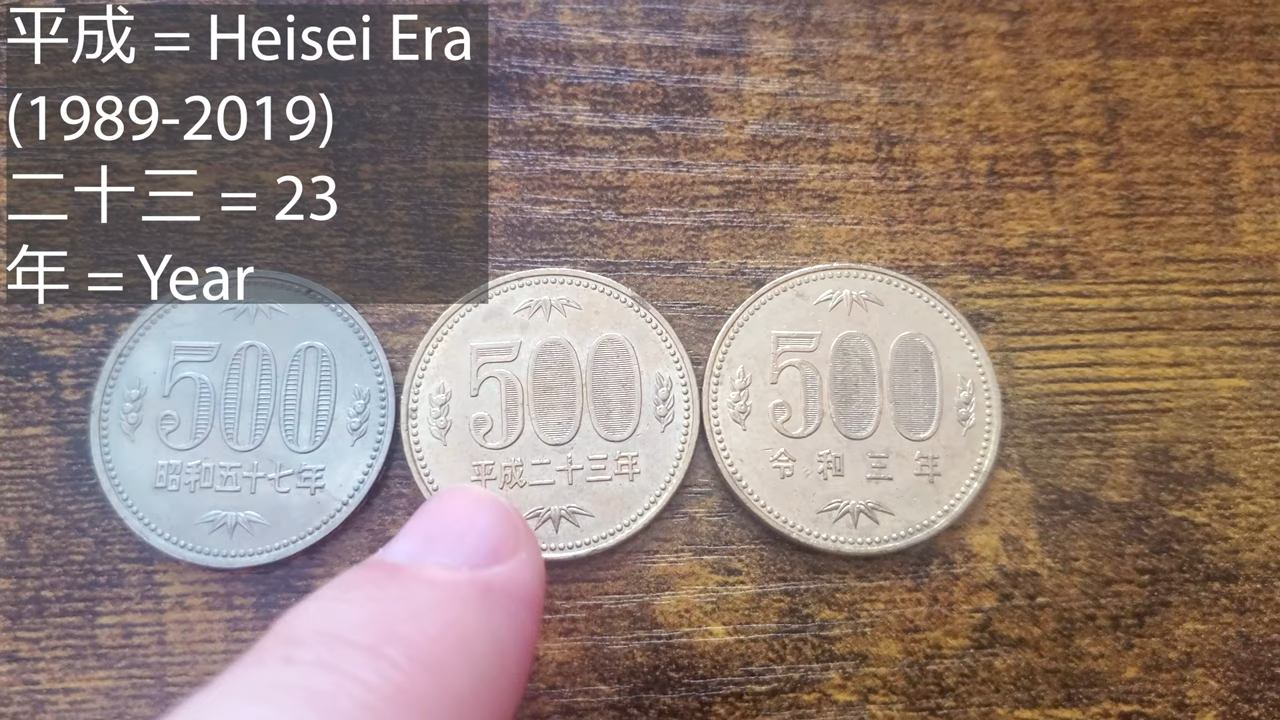 平成 = Heisei Era
(1989-2019)
二十三 = 23
年 = Year
500
昭和五十七年
500
平成二十三年
500
令和三年